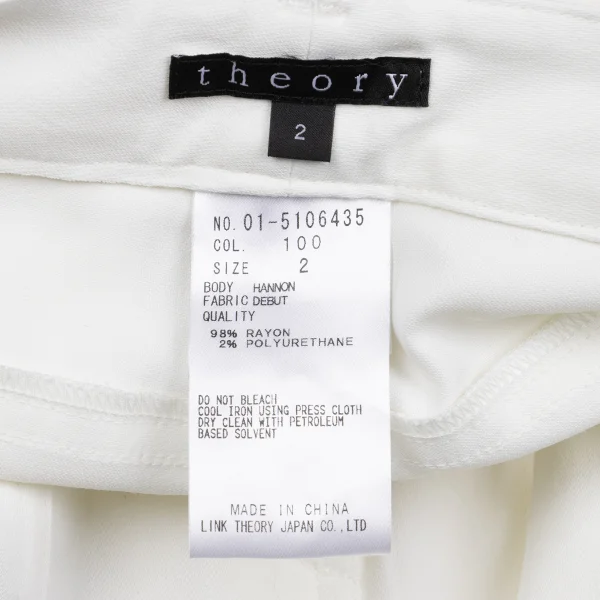 theory
2
NO. 01-5106435
COL. 100
SIZE 2
BODY HANNON
FABRIC DEBUT
QUALITY
98% RAYON
2% POLYURETHANE
DO NOT BLEACH
COOL IRON USING PRESS CLOTH
DRY CLEAN WITH PETROLEUM
BASED SOLVENT
MADE IN CHINA
LINK THEORY JAPAN CO.,LTD